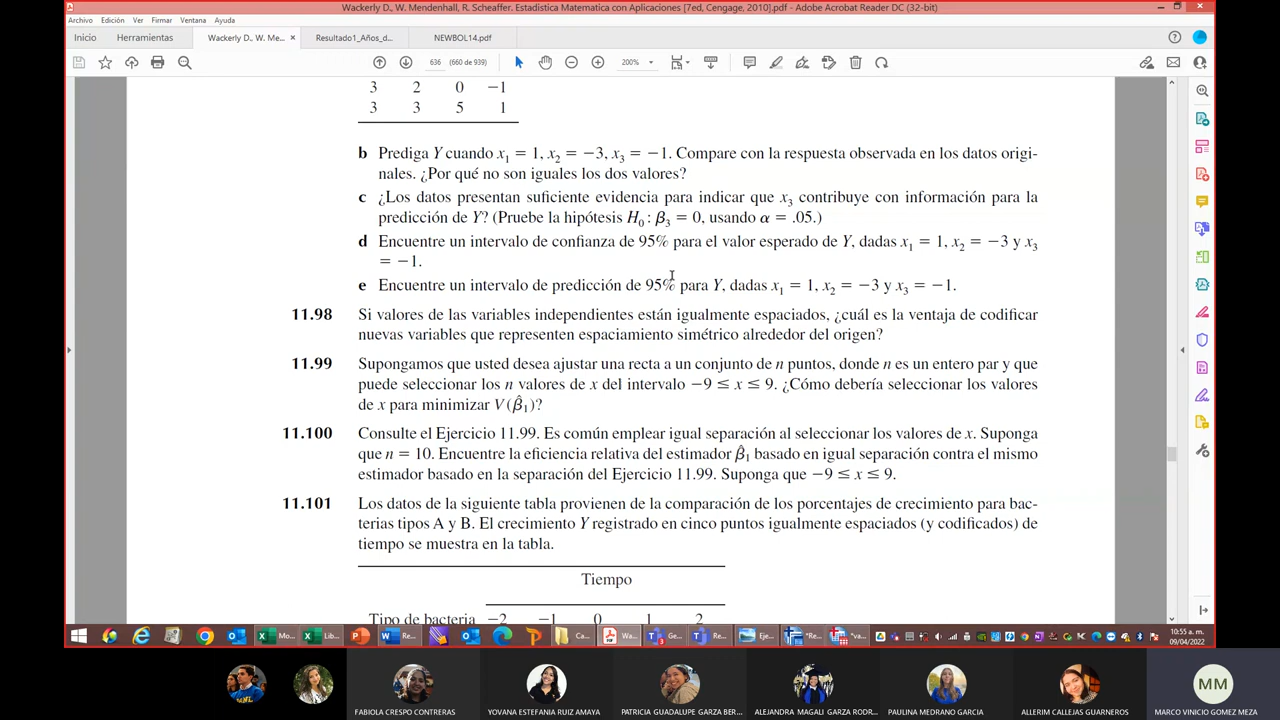 Wackerly D., W. Mendenhall, R. Scheaffer. Estadistica Matematica con Aplicaciones [7ed, Cengage, 2010].pdf - Adobe Acrobat Reader DC (32-bit)
Archivo Edición Ver Firmar Ventana Ayuda
Inicio Herramientas Wackerly D., W. Me... × Resultado1_Años_d... NEWBOL14.pdf
636 (660 de 939) 200%
3 2 0 −1
3 3 5 1
b Prediga Y cuando x₁ = 1, x₂ = −3, x₃ = −1. Compare con la respuesta observada en los datos origi-
nales. ¿Por qué no son iguales los dos valores?
c ¿Los datos presentan suficiente evidencia para indicar que x₃ contribuye con información para la
predicción de Y? (Pruebe la hipótesis H₀: β₃ = 0, usando α = .05.)
d Encuentre un intervalo de confianza de 95% para el valor esperado de Y, dadas x₁ = 1, x₂ = −3 y x₃
= −1.
e Encuentre un intervalo de predicción de 95% para Y, dadas x₁ = 1, x₂ = −3 y x₃ = −1.
11.98 Si valores de las variables independientes están igualmente espaciados, ¿cuál es la ventaja de codificar
nuevas variables que representen espaciamiento simétrico alrededor del origen?
11.99 Supongamos que usted desea ajustar una recta a un conjunto de n puntos, donde n es un entero par y que
puede seleccionar los n valores de x del intervalo −9 ≤ x ≤ 9. ¿Cómo debería seleccionar los valores
de x para minimizar V(β̂₁)?
11.100 Consulte el Ejercicio 11.99. Es común emplear igual separación al seleccionar los valores de x. Suponga
que n = 10. Encuentre la eficiencia relativa del estimador β̂₁ basado en igual separación contra el mismo
estimador basado en la separación del Ejercicio 11.99. Suponga que −9 ≤ x ≤ 9.
11.101 Los datos de la siguiente tabla provienen de la comparación de los porcentajes de crecimiento para bac-
terias tipos A y B. El crecimiento Y registrado en cinco puntos igualmente espaciados (y codificados) de
tiempo se muestra en la tabla.
Tiempo
Tipo de bacteria −2 −1 0 1 2
Mo... Lib... Re... Ca... Wa... Ge... Re... Eje... "Re... "va...
10:55 a. m.
09/04/2022
MM
FABIOLA CRESPO CONTRERAS YOVANA ESTEFANIA RUIZ AMAYA PATRICIA GUADALUPE GARZA BER... ALEJANDRA MAGALI GARZA RODR... PAULINA MEDRANO GARCIA ALLERIM CALLEJAS GUARNEROS MARCO VINICIO GOMEZ MEZA